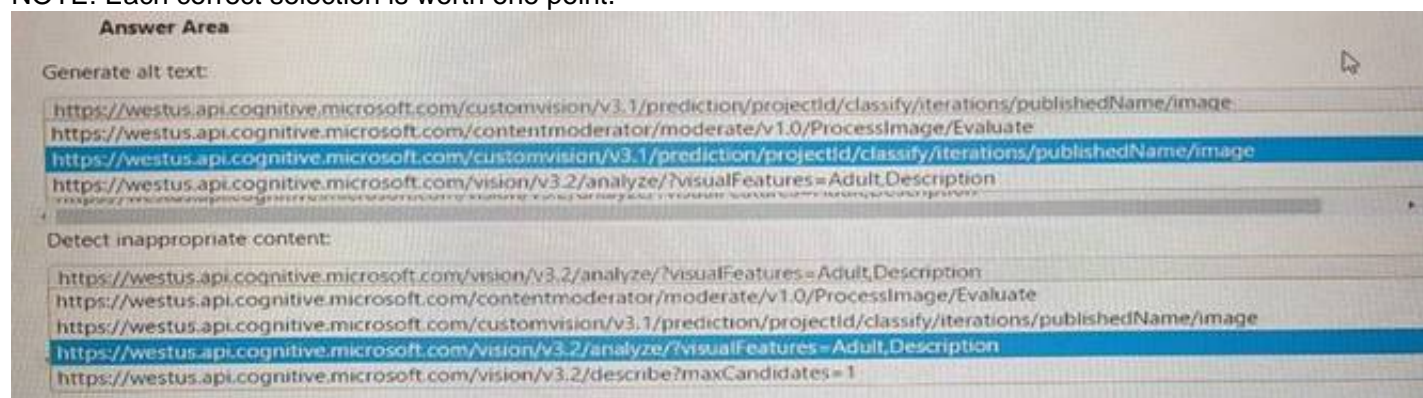 NOTE: Each correct selection is worth one point.
Answer Area
Generate alt text:
https://westus.api.cognitive.microsoft.com/customvision/v3.1/prediction/projectId/classify/iterations/publishedName/image
https://westus.api.cognitive.microsoft.com/contentmoderator/moderate/v1.0/ProcessImage/Evaluate
https://westus.api.cognitive.microsoft.com/customvision/v3.1/prediction/projectId/classify/iterations/publishedName/image
https://westus.api.cognitive.microsoft.com/vision/v3.2/analyze/?visualFeatures=Adult,Description
Detect inappropriate content:
https://westus.api.cognitive.microsoft.com/vision/v3.2/analyze/?visualFeatures=Adult,Description
https://westus.api.cognitive.microsoft.com/contentmoderator/moderate/v1.0/ProcessImage/Evaluate
https://westus.api.cognitive.microsoft.com/customvision/v3.1/prediction/projectId/classify/iterations/publishedName/image
https://westus.api.cognitive.microsoft.com/vision/v3.2/analyze/?visualFeatures=Adult,Description
https://westus.api.cognitive.microsoft.com/vision/v3.2/describe?maxCandidates=1